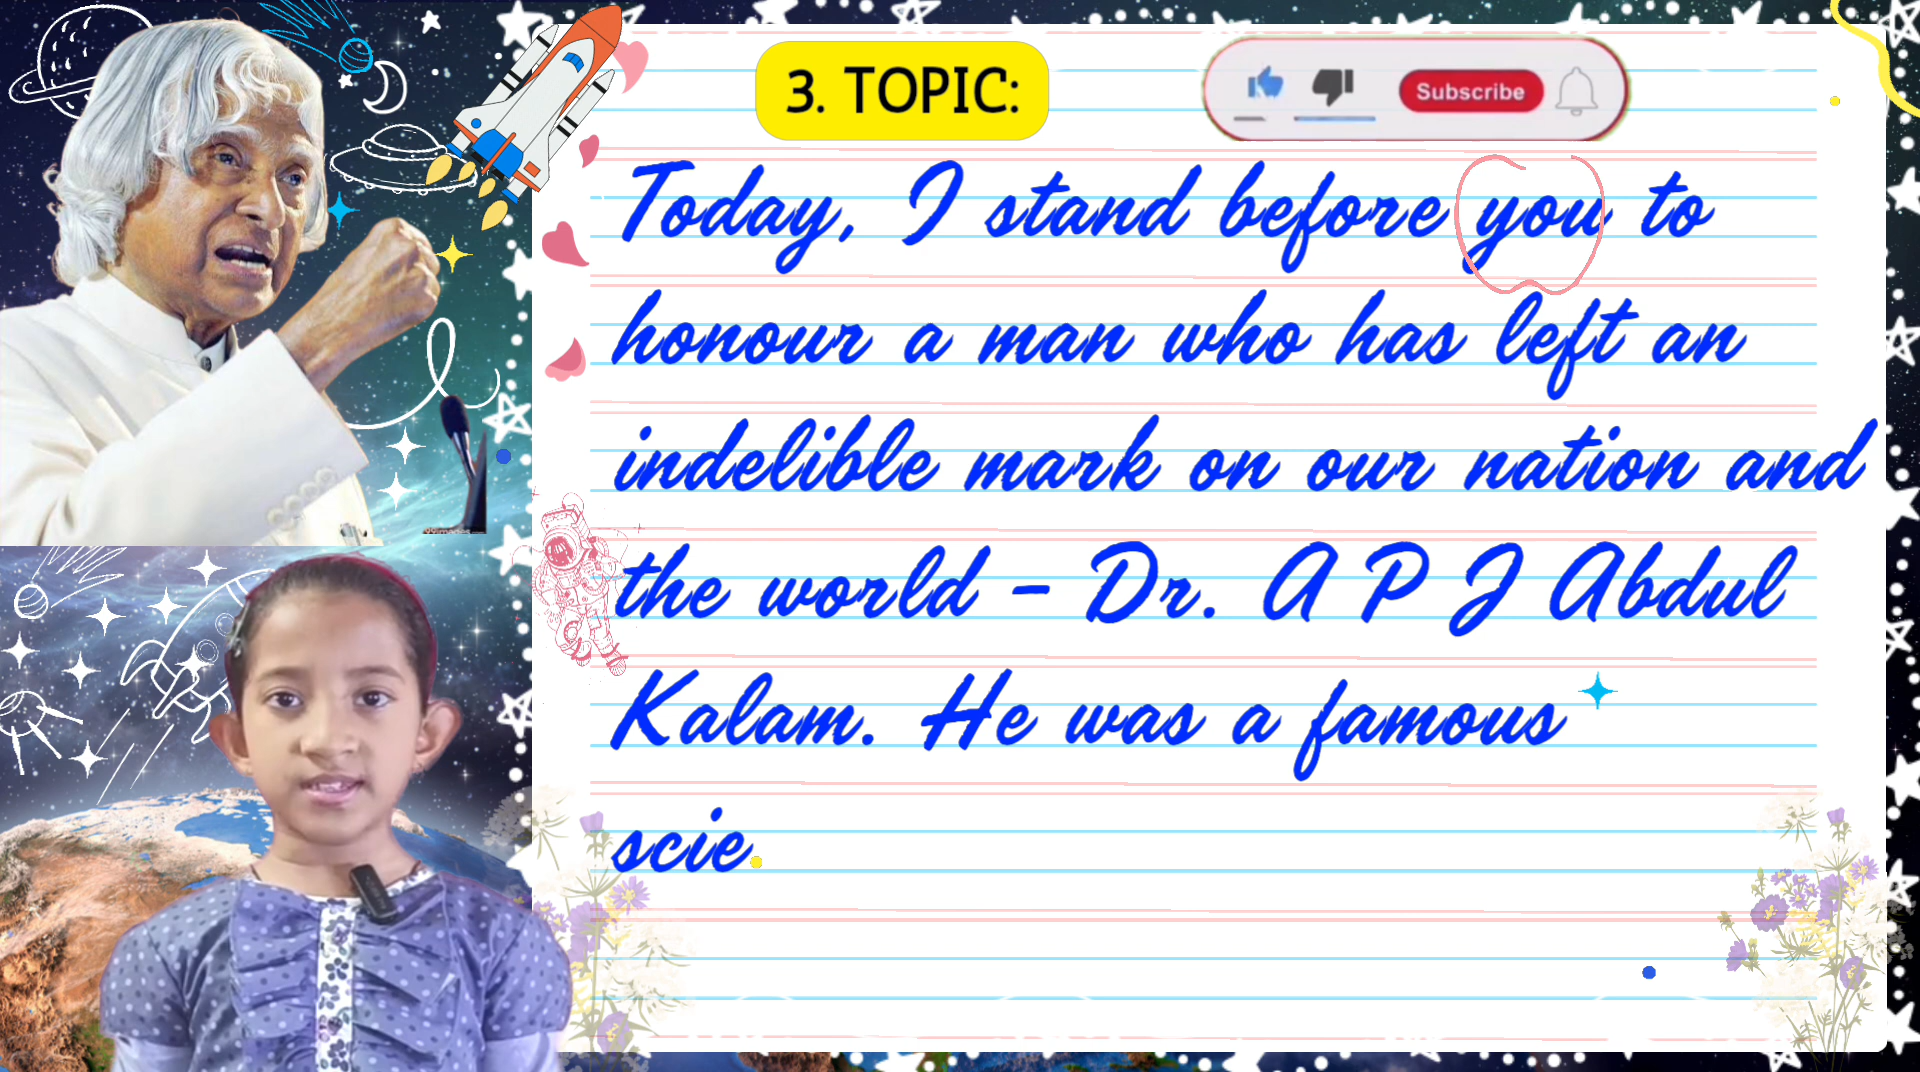 3. TOPIC:
Subscribe
Today, I stand before you to
honour a man who has left an
indelible mark on our nation and
the world - Dr. A P J Abdul
Kalam. He was a famous
scie